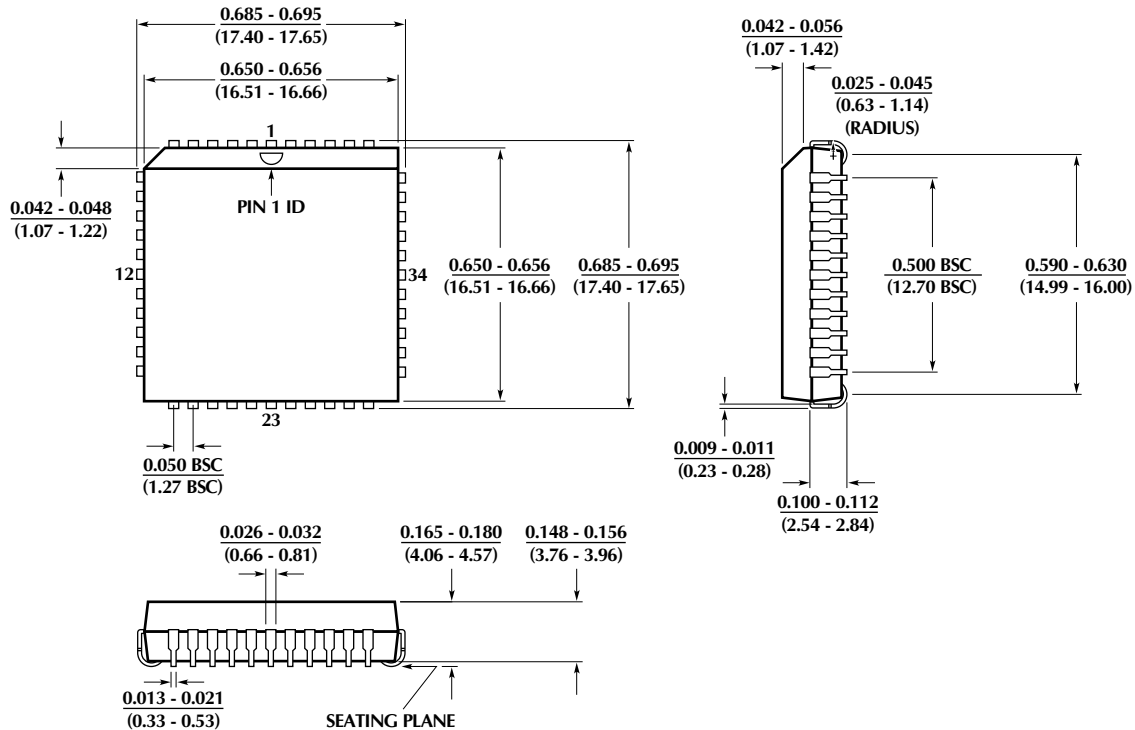 0.685 - 0.695
(17.40 - 17.65)
0.650 - 0.656
(16.51 - 16.66)
1
PIN 1 ID
0.042 - 0.048
(1.07 - 1.22)
12
34
0.650 - 0.656
(16.51 - 16.66)
0.685 - 0.695
(17.40 - 17.65)
23
0.050 BSC
(1.27 BSC)
0.042 - 0.056
(1.07 - 1.42)
0.025 - 0.045
(0.63 - 1.14)
(RADIUS)
0.500 BSC
(12.70 BSC)
0.590 - 0.630
(14.99 - 16.00)
0.009 - 0.011
(0.23 - 0.28)
0.100 - 0.112
(2.54 - 2.84)
0.026 - 0.032
(0.66 - 0.81)
0.165 - 0.180
(4.06 - 4.57)
0.148 - 0.156
(3.76 - 3.96)
0.013 - 0.021
(0.33 - 0.53)
SEATING PLANE